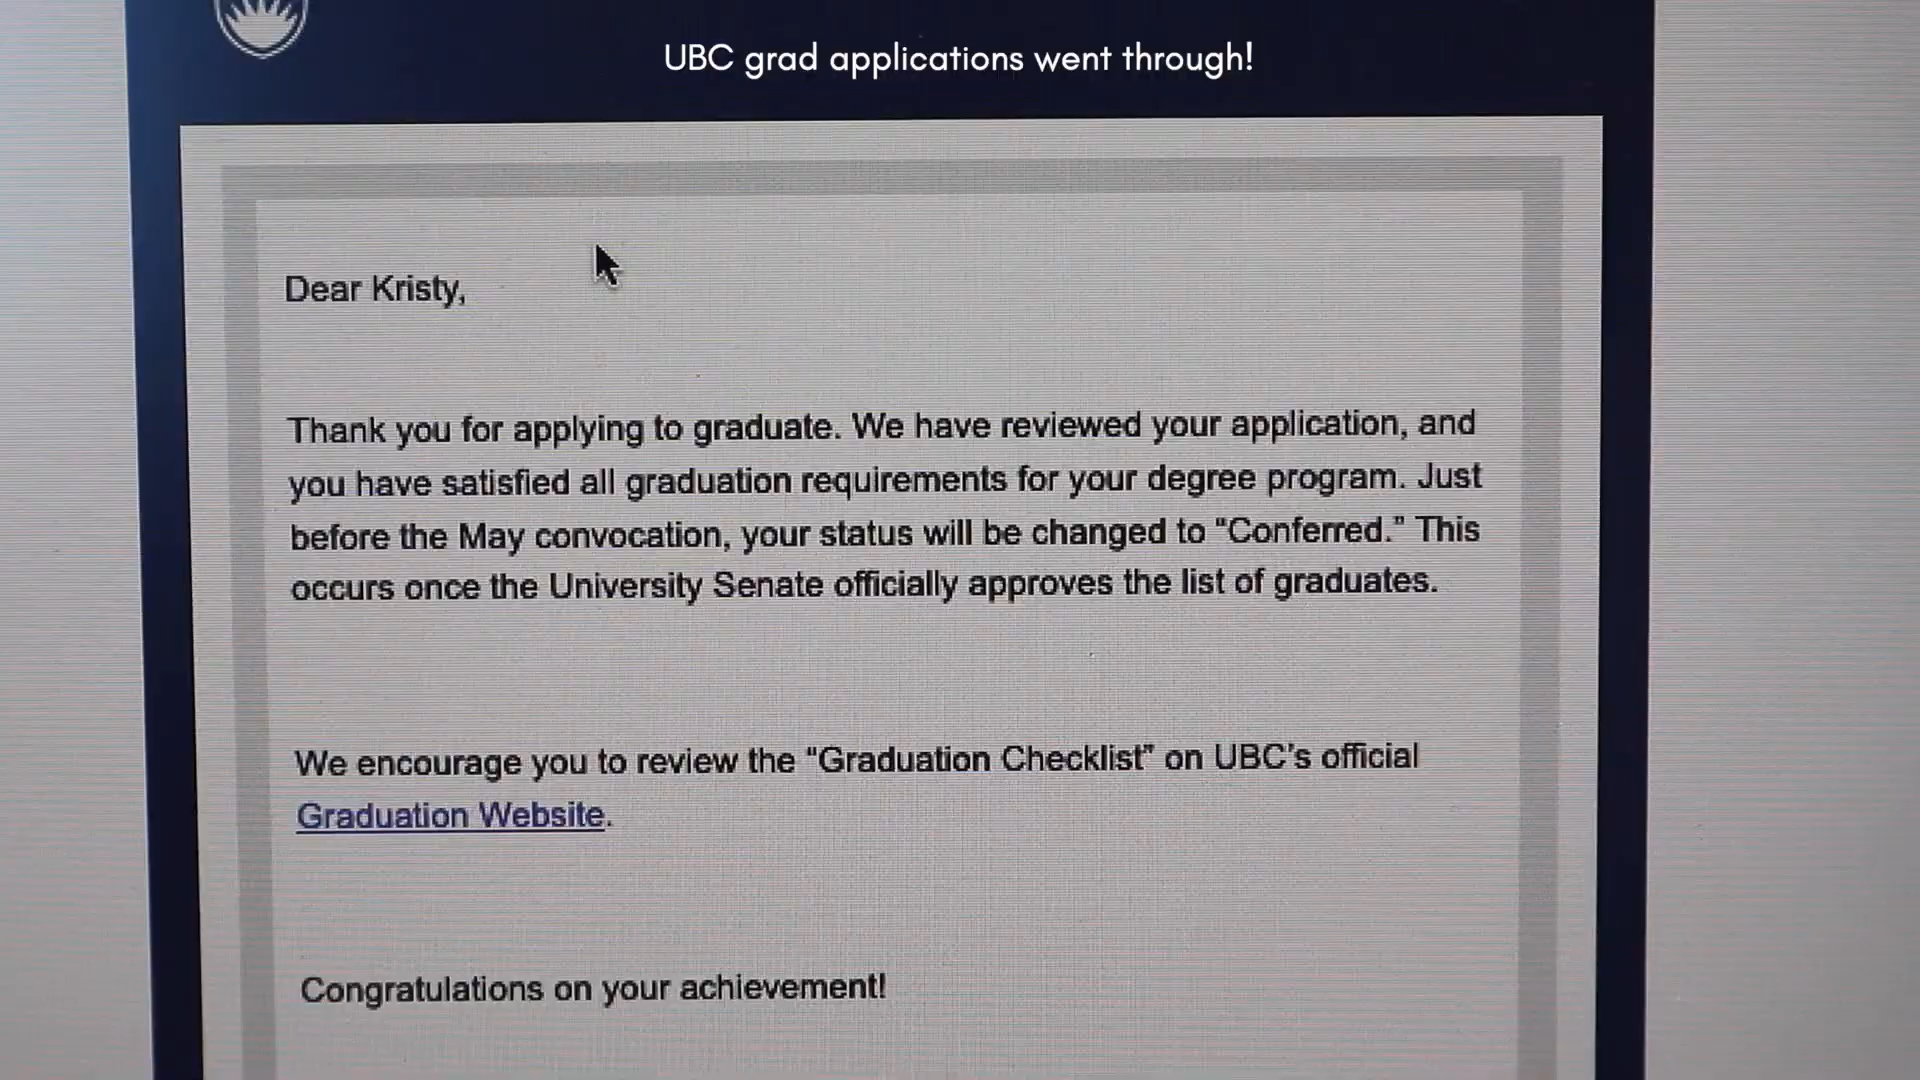 UBC grad applications went through!
Dear Kristy,
Thank you for applying to graduate. We have reviewed your application, and
you have satisfied all graduation requirements for your degree program. Just
before the May convocation, your status will be changed to “Conferred.” This
occurs once the University Senate officially approves the list of graduates.
We encourage you to review the “Graduation Checklist” on UBC’s official
Graduation Website.
Congratulations on your achievement!